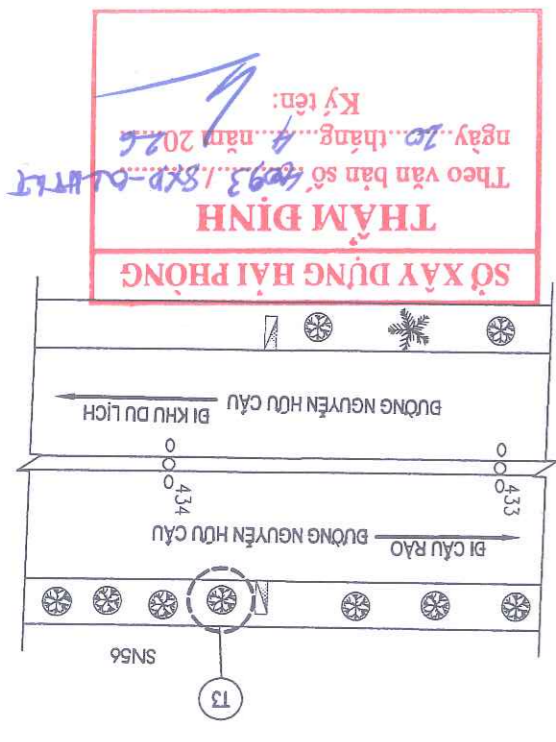 T3
SN56
ĐI CẦU RÀO ĐƯỜNG NGUYỄN HỮU CẦU
433 434
ĐƯỜNG NGUYỄN HỮU CẦU ĐI KHU DU LỊCH
SỞ XÂY DỰNG HẢI PHÒNG
THẨM ĐỊNH
Theo văn bản số 4093 / SXD-QLHTKT
ngày 20 tháng 4 năm 2026
Ký tên: